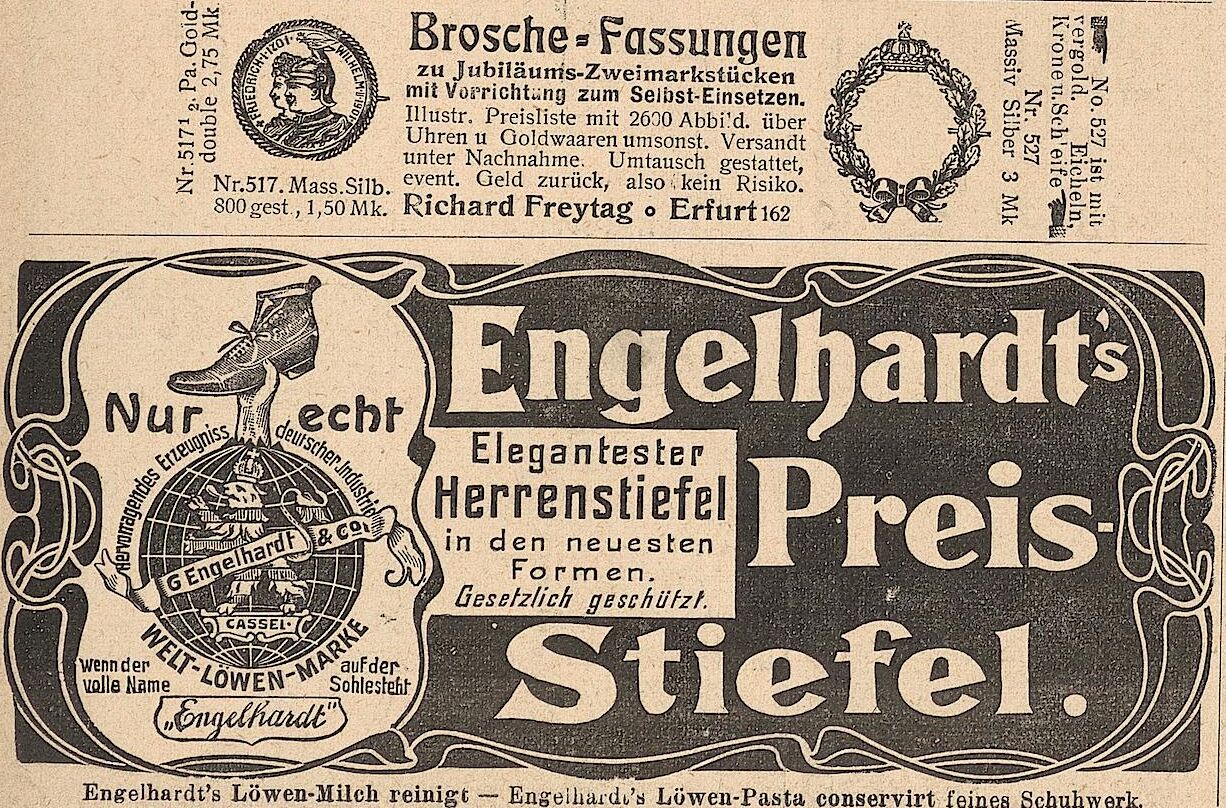 Nr. 517½. Pa. Gold-
double 2,75 Mk
FRIEDRICH I·1701· WILHELM II·1901·
Nr. 517. Mass. Silb.
800 gest., 1,50 Mk.
Brosche=Fassungen
zu Jubiläums-Zweimarkstücken
mit Vorrichtung zum Selbst-Einsetzen.
Illustr. Preisliste mit 2600 Abbild. über
Uhren u Goldwaaren umsonst. Versandt
unter Nachnahme. Umtausch gestattet,
event. Geld zurück, also kein Risiko.
Richard Freytag o Erfurt 162
Massiv Silber 3 Mk
Nr. 527
No. 527 ist mit
vergold. Eicheln,
Kronen u. Schleife
Nur echt
Hervorragendes Erzeugniss deutscher Industrie
G Engelhardt & Co.
CASSEL·
WELT-LÖWEN-MARKE
wenn der
volle Name
auf der
Sohle steht
„Engelhardt"
Engelhardt's
Elegantester
Herrenstiefel
in den neuesten
Formen.
Gesetzlich geschützt.
Preis-
Stiefel.
Engelhardt's Löwen-Milch reinigt — Engelhardt's Löwen-Pasta conservirt feines Schuhwerk